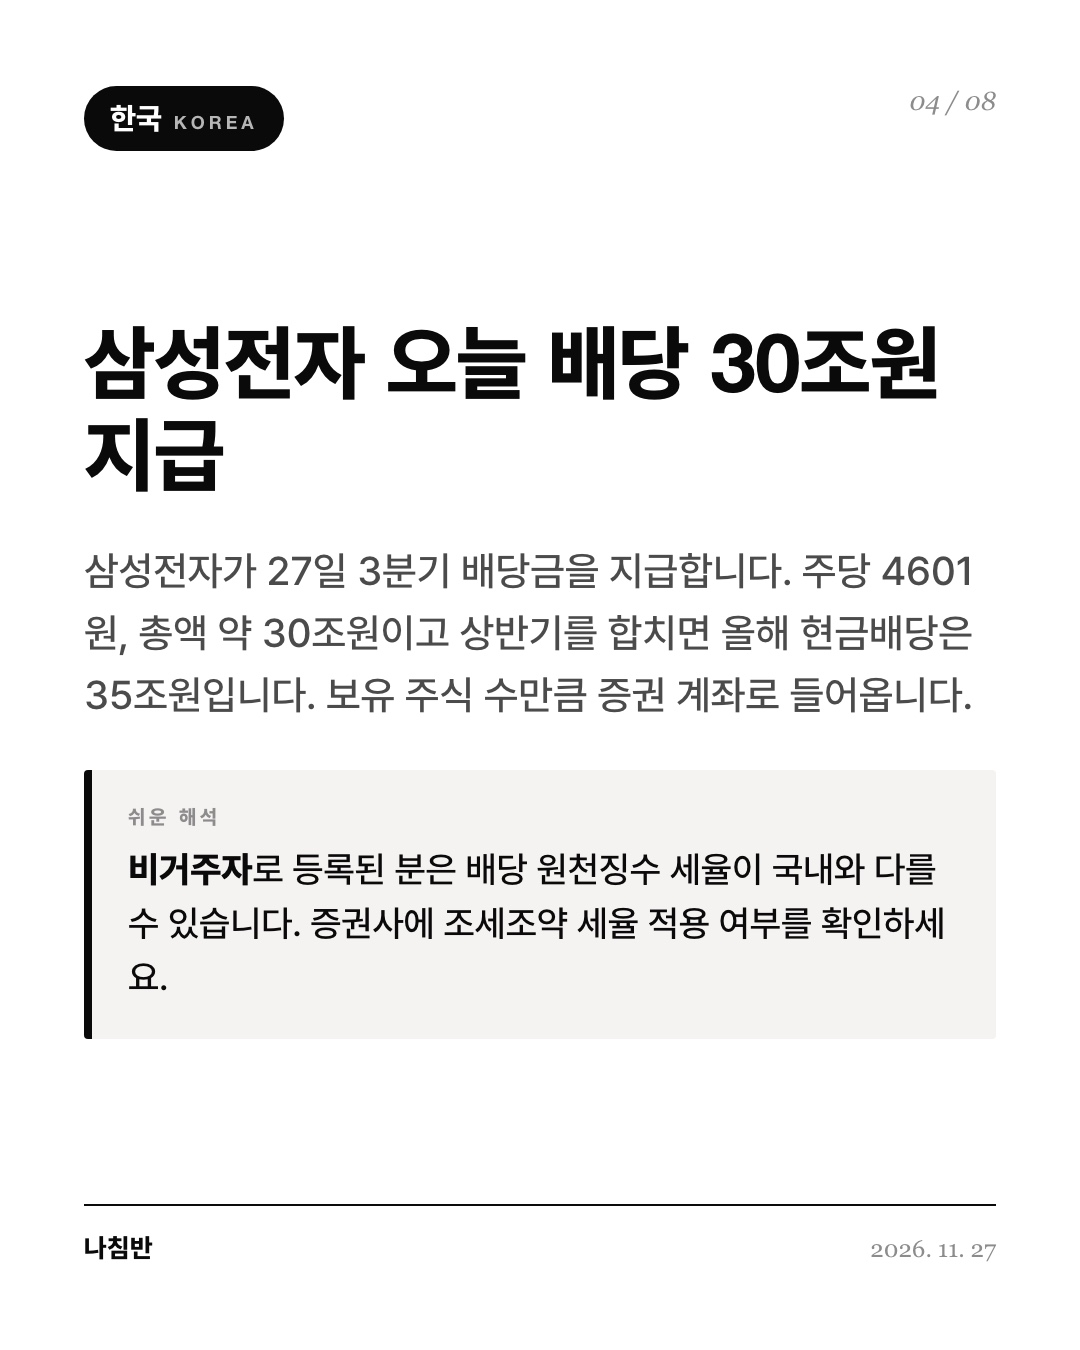 한국 KOREA
04 / 08
삼성전자 오늘 배당 30조원
지급
삼성전자가 27일 3분기 배당금을 지급합니다. 주당 4601
원, 총액 약 30조원이고 상반기를 합치면 올해 현금배당은
35조원입니다. 보유 주식 수만큼 증권 계좌로 들어옵니다.
쉬운 해석
비거주자로 등록된 분은 배당 원천징수 세율이 국내와 다를
수 있습니다. 증권사에 조세조약 세율 적용 여부를 확인하세
요.
나침반
2026. 11. 27